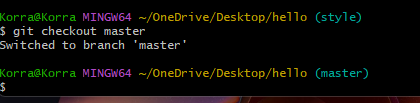 Korra@Korra MINGW64 ~/OneDrive/Desktop/hello (style)
$ git checkout master
Switched to branch 'master'
Korra@Korra MINGW64 ~/OneDrive/Desktop/hello (master)
$